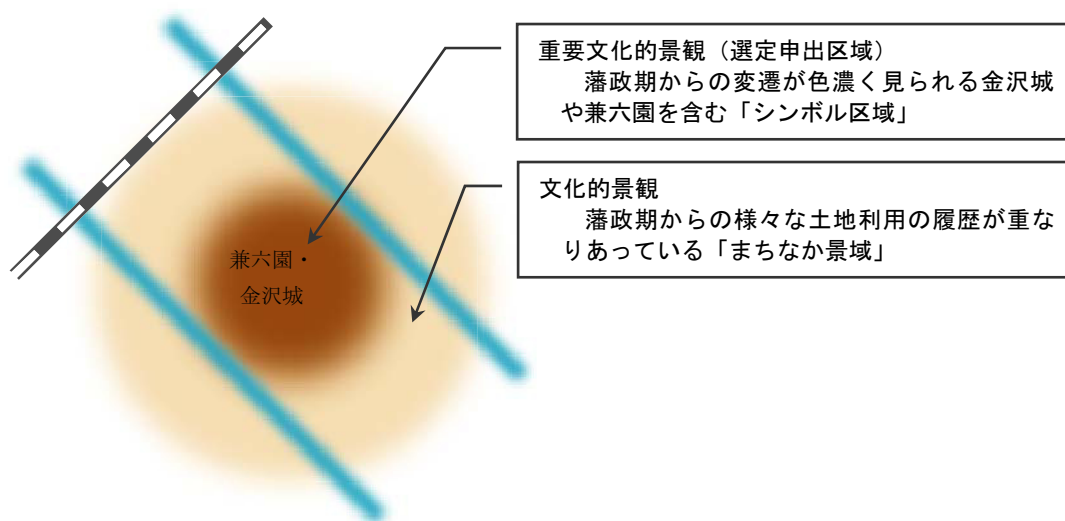 重要文化的景観（選定申出区域）
藩政期からの変遷が色濃く見られる金沢城
や兼六園を含む「シンボル区域」
文化的景観
藩政期からの様々な土地利用の履歴が重な
りあっている「まちなか景域」
兼六園・
金沢城